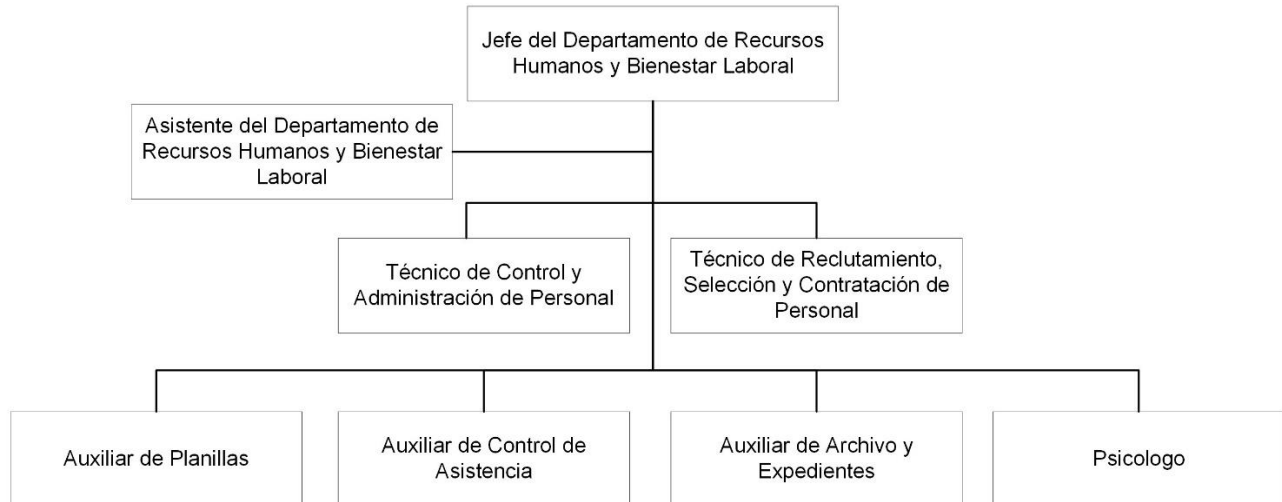 Jefe del Departamento de Recursos
Humanos y Bienestar Laboral
Asistente del Departamento de
Recursos Humanos y Bienestar
Laboral
Técnico de Control y
Administración de Personal
Técnico de Reclutamiento,
Selección y Contratación de
Personal
Auxiliar de Planillas
Auxiliar de Control de
Asistencia
Auxiliar de Archivo y
Expedientes
Psicologo